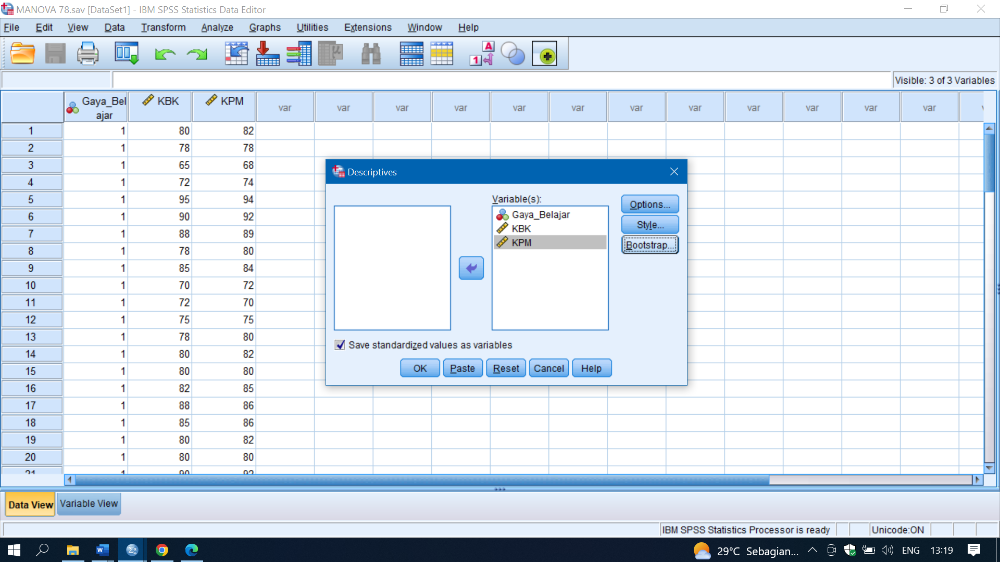 MANOVA 78.sav [DataSet1] - IBM SPSS Statistics Data Editor
File Edit View Data Transform Analyze Graphs Utilities Extensions Window Help
Visible: 3 of 3 Variables
Gaya_Bel
ajar KBK KPM var var var var var var var var var var var var
1 1 80 82
2 1 78 78
3 1 65 68
4 1 72 74
5 1 95 94
6 1 90 92
7 1 88 89
8 1 78 80
9 1 85 84
10 1 70 72
11 1 72 70
12 1 75 75
13 1 78 80
14 1 80 82
15 1 80 80
16 1 82 85
17 1 88 86
18 1 85 86
19 1 80 82
20 1 80 80
21 1 90 92
Descriptives
Variable(s):
Gaya_Belajar
KBK
KPM
Options...
Style...
Bootstrap...
Save standardized values as variables
OK Paste Reset Cancel Help
Data View Variable View
IBM SPSS Statistics Processor is ready Unicode:ON
29°C Sebagian... ENG 13:19